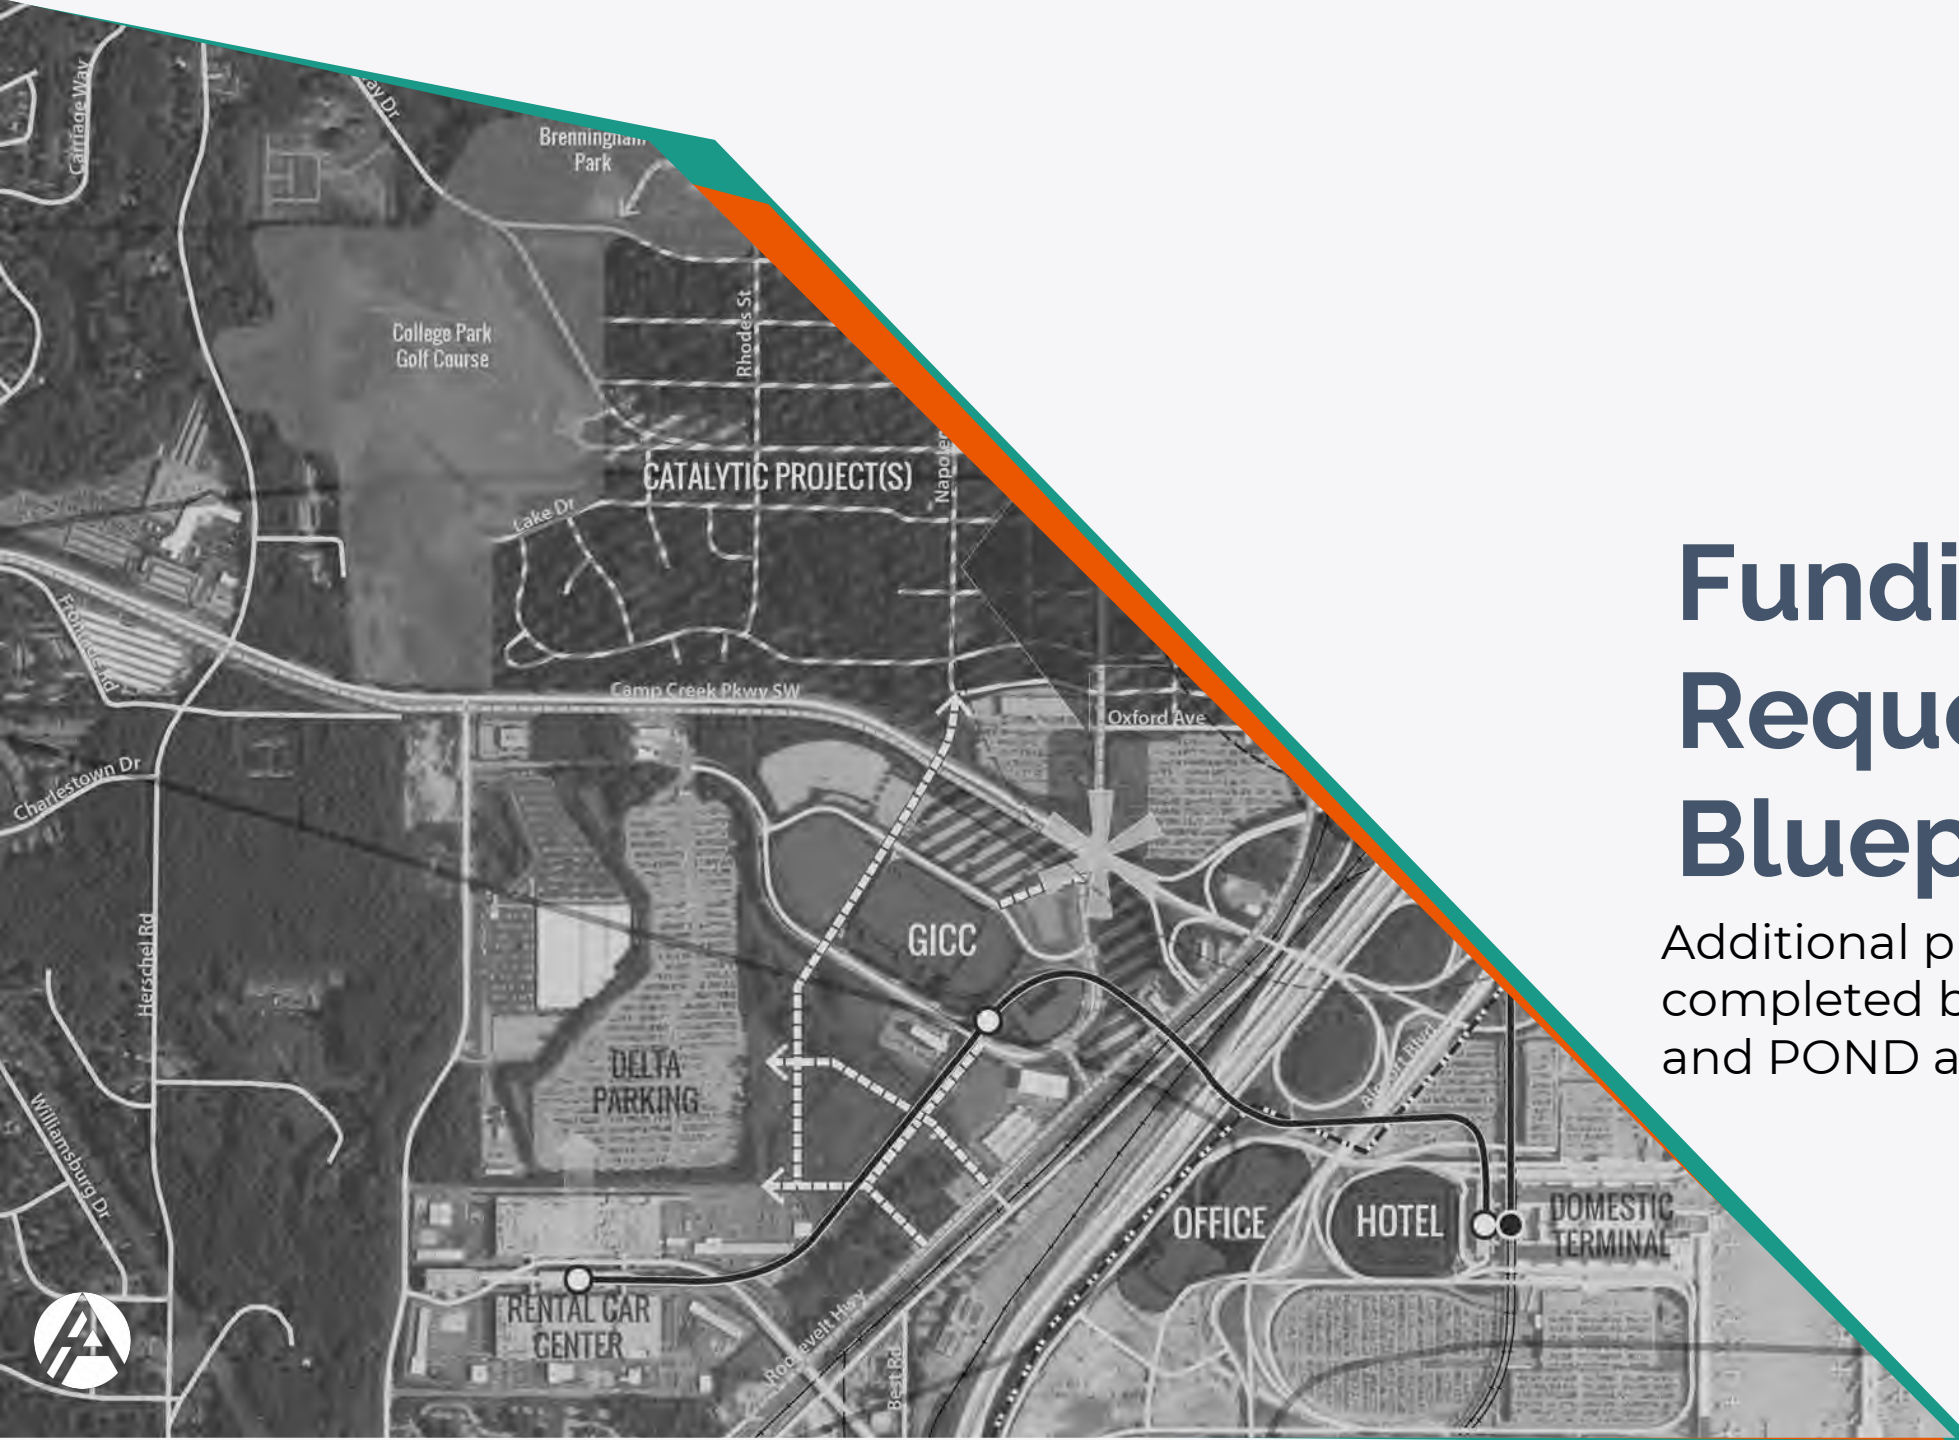 Carriage Way
Brenningham
Park
College Park
Golf Course
Rhodes St
CATALYTIC PROJECT(S)
Lake Dr
Camp Creek Pkwy SW
Oxford Ave
Charlestown Dr
Herschel Rd
GICC
DELTA
PARKING
Williamsburg Dr
OFFICE
HOTEL
DOMESTIC
TERMINAL
RENTAL CAR
CENTER
Roosevelt Hwy
Best Rd
Fundi
Reque
Bluep
Additional p
completed b
and POND a